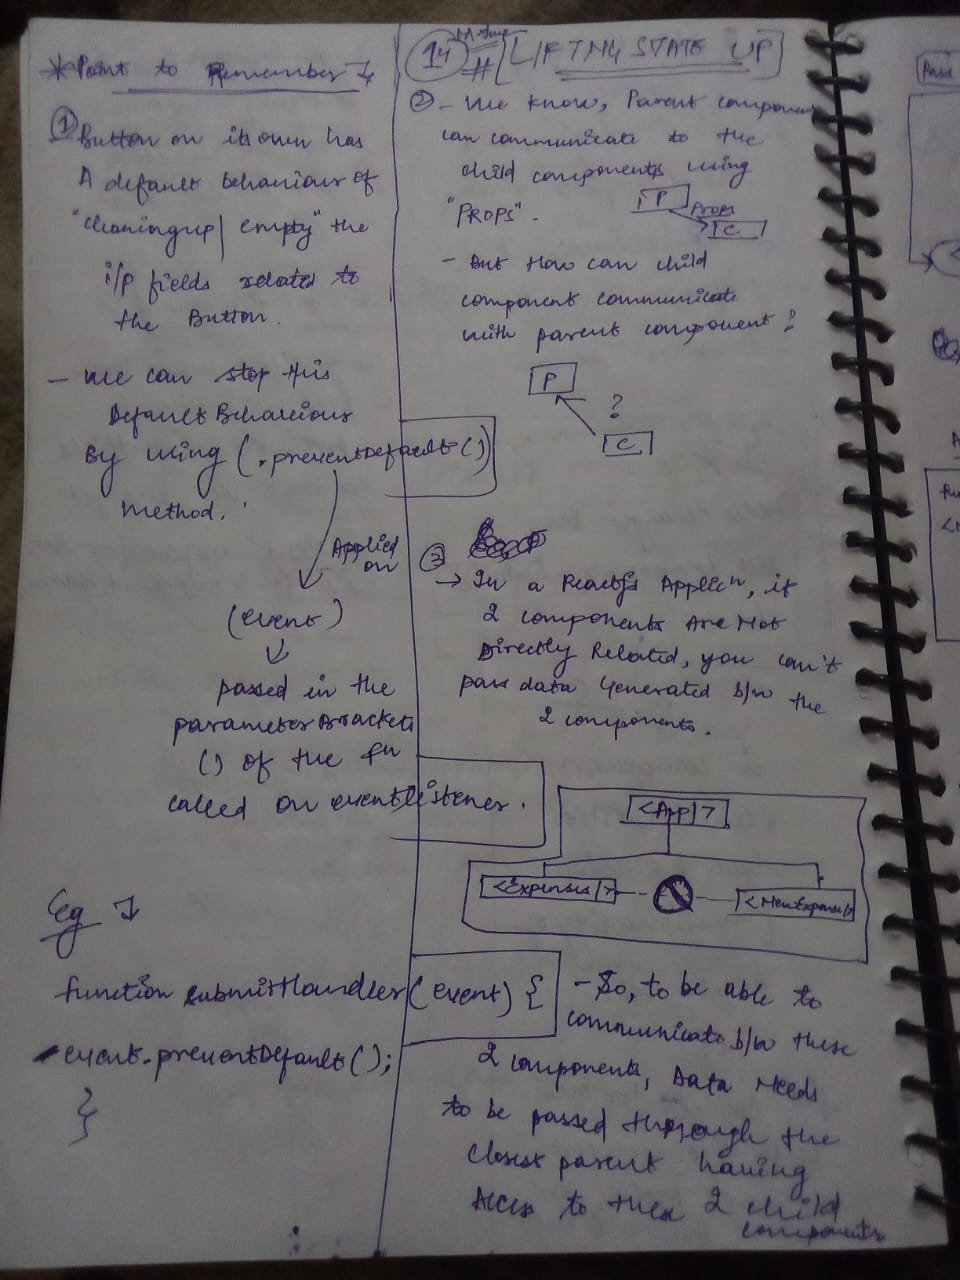 * Point to Remember ↴
① Button on its own has
A default behaviour of
"cleaningup / empty" the
i/p fields related to
the Button.
- we can stop this
Default Behaviour
By using (.preventDefault()
method.
Applied
on
(event)
passed in the
parameter Brackets
() of the fn
called on eventlistener.
Eg ↴
function submitHandler(event) {
event.preventDefault();
}
14
# [LIFTING STATE UP]
② - We know, Parent component
can communicate to the
child components using
"PROPS".
P
Props
C
- But How can child
component communicate
with parent component?
P
?
C
③
→ In a ReactJs Applicn, if
2 components Are Not
Directly Related, you can't
pass data Generated b/w the
2 components.
<App/>
<Expenses/>
<NewExpense/>
- So, to be able to
communicate b/w these
2 components, Data Needs
to be passed through the
closest parent having
Access to these 2 child
components
Pass